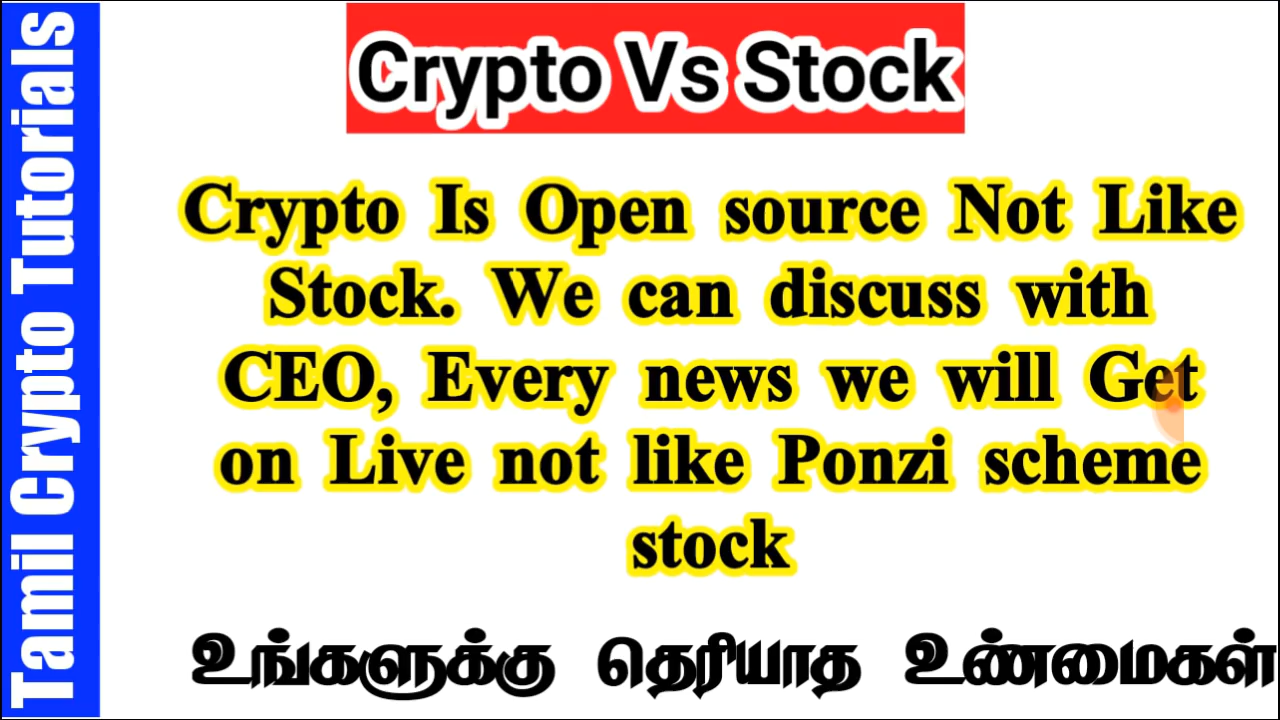 Tamil Crypto Tutorials
Crypto Vs Stock
Crypto Is Open source Not Like
Stock. We can discuss with
CEO, Every news we will Get
on Live not like Ponzi scheme
stock
உங்களுக்கு தெரியாத உண்மைகள்